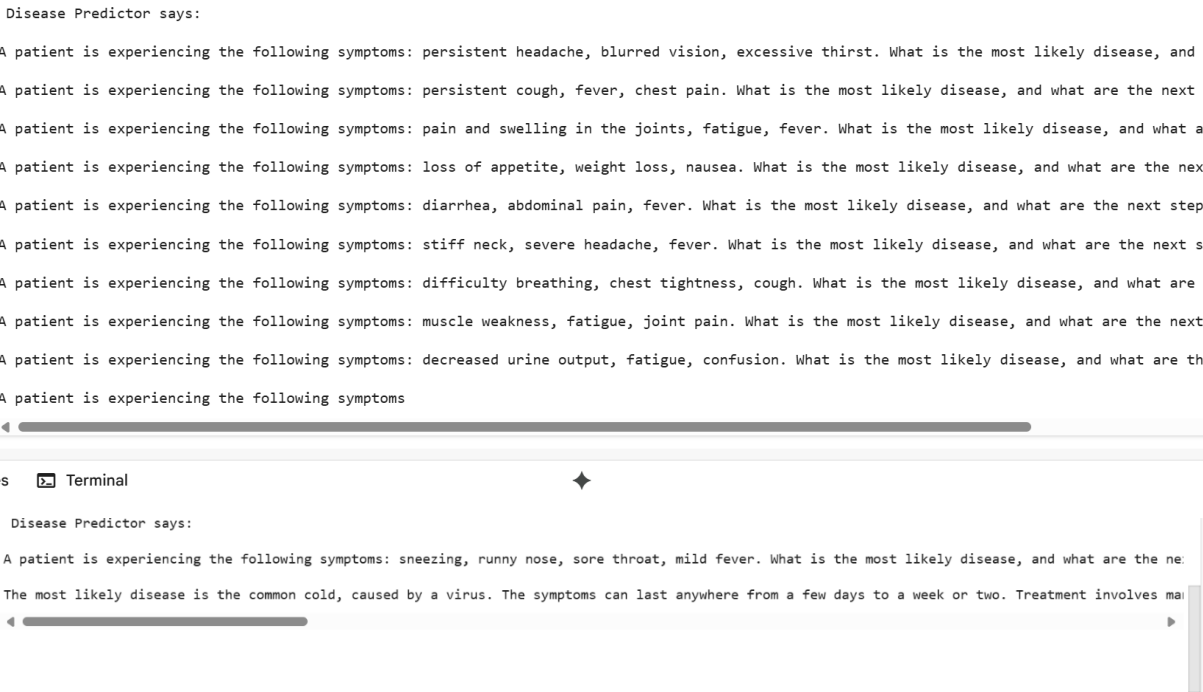 Disease Predictor says:
A patient is experiencing the following symptoms: persistent headache, blurred vision, excessive thirst. What is the most likely disease, and
A patient is experiencing the following symptoms: persistent cough, fever, chest pain. What is the most likely disease, and what are the next
A patient is experiencing the following symptoms: pain and swelling in the joints, fatigue, fever. What is the most likely disease, and what a
A patient is experiencing the following symptoms: loss of appetite, weight loss, nausea. What is the most likely disease, and what are the nex
A patient is experiencing the following symptoms: diarrhea, abdominal pain, fever. What is the most likely disease, and what are the next step
A patient is experiencing the following symptoms: stiff neck, severe headache, fever. What is the most likely disease, and what are the next s
A patient is experiencing the following symptoms: difficulty breathing, chest tightness, cough. What is the most likely disease, and what are
A patient is experiencing the following symptoms: muscle weakness, fatigue, joint pain. What is the most likely disease, and what are the next
A patient is experiencing the following symptoms: decreased urine output, fatigue, confusion. What is the most likely disease, and what are th
A patient is experiencing the following symptoms
s Terminal
Disease Predictor says:
A patient is experiencing the following symptoms: sneezing, runny nose, sore throat, mild fever. What is the most likely disease, and what are the ne
The most likely disease is the common cold, caused by a virus. The symptoms can last anywhere from a few days to a week or two. Treatment involves ma